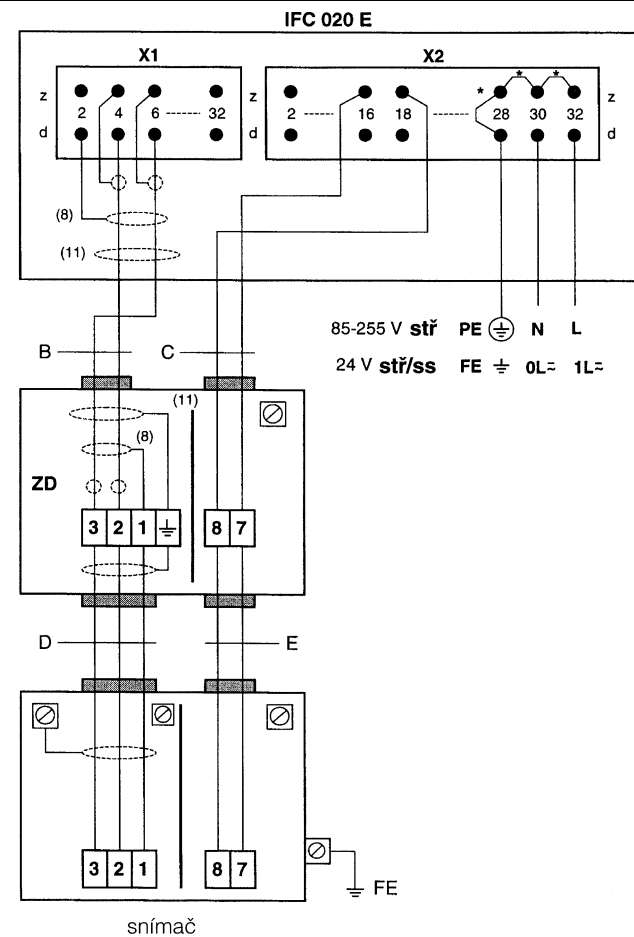 IFC 020 E
X1 X2
z z z z
2 4 6 32 2 16 18 28 30 32
* * *
d d d d
(8)
(11)
85-255 V stř PE N L
24 V stř/ss FE 0L 1L
B C
(11)
(8)
ZD
3 2 1 8 7
D E
3 2 1 8 7
FE
snímač